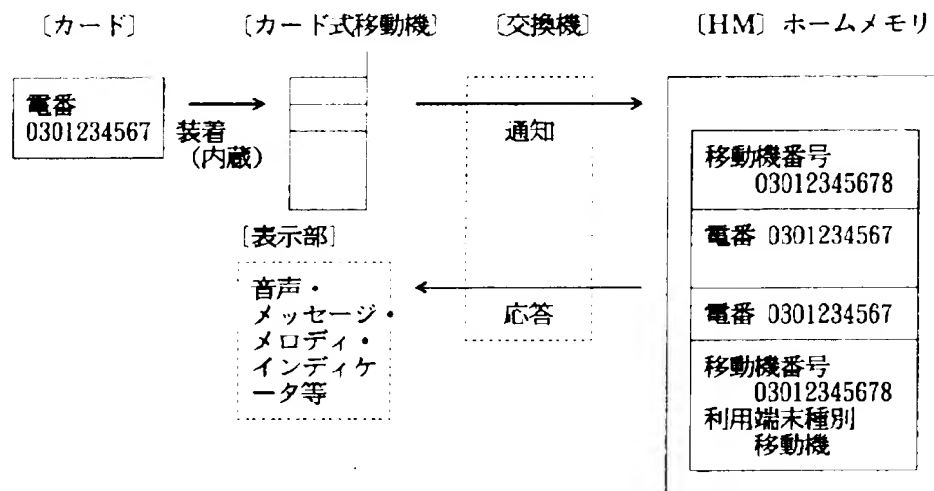 〔カード〕
〔カード式移動機〕
〔交換機〕
〔HM〕ホームメモリ
電番
0301234567
装着
（内蔵）
通知
移動機番号
03012345678
電番 0301234567
〔表示部〕
音声・
メッセージ・
メロディ・
インディケ
ータ等
応答
電番 0301234567
移動機番号
03012345678
利用端末種別
移動機